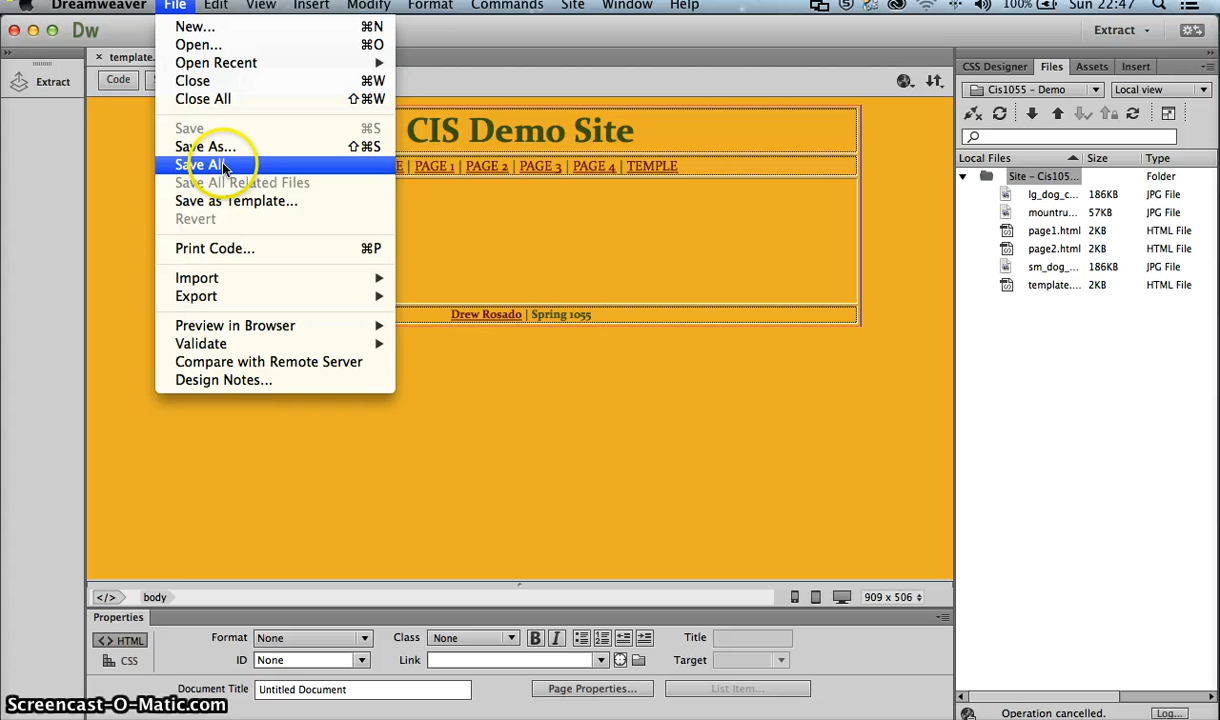 Dreamweaver File Edit View Insert Modify Format Commands Site Window Help 100% Sun 22:47
Dw Extract
New... ⌘N
Open... ⌘O
Open Recent
Close ⌘W
Close All ⇧⌘W
Save ⌘S
Save As... ⇧⌘S
Save All
Save All Related Files
Save as Template...
Revert
Print Code... ⌘P
Import
Export
Preview in Browser
Validate
Compare with Remote Server
Design Notes...
Extract
× template.
Code
CIS Demo Site
| PAGE 1 | PAGE 2 | PAGE 3 | PAGE 4 | TEMPLE
Drew Rosado | Spring 1055
CSS Designer Files Assets Insert
Cis1055 - Demo Local view
Local Files Size Type
Site - Cis1055... Folder
lg_dog_c... 186KB JPG File
mountru... 57KB JPG File
page1.html 2KB HTML File
page2.html 2KB HTML File
sm_dog_... 186KB JPG File
template.... 2KB HTML File
</> body 909 x 506
Properties
<> HTML Format None Class None B I Title
CSS ID None Link Target
Document Title Untitled Document Page Properties... List Item...
Operation cancelled. Log...
Screencast-O-Matic.com